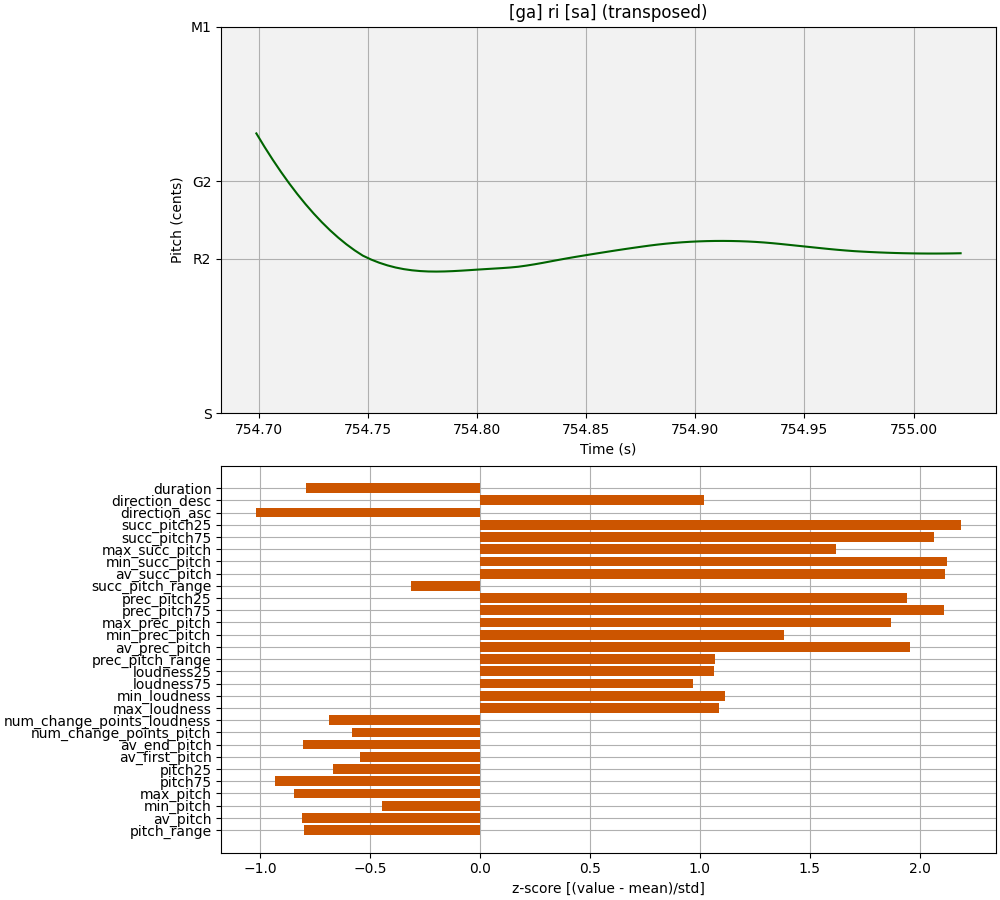 [ga] ri [sa] (transposed)
M1
G2
R2
S
Pitch (cents)
754.70 754.75 754.80 754.85 754.90 754.95 755.00
Time (s)
duration
direction_desc
direction_asc
succ_pitch25
succ_pitch75
max_succ_pitch
min_succ_pitch
av_succ_pitch
succ_pitch_range
prec_pitch25
prec_pitch75
max_prec_pitch
min_prec_pitch
av_prec_pitch
prec_pitch_range
loudness25
loudness75
min_loudness
max_loudness
num_change_points_loudness
num_change_points_pitch
av_end_pitch
av_first_pitch
pitch25
pitch75
max_pitch
min_pitch
av_pitch
pitch_range
−1.0 −0.5 0.0 0.5 1.0 1.5 2.0
z-score [(value - mean)/std]